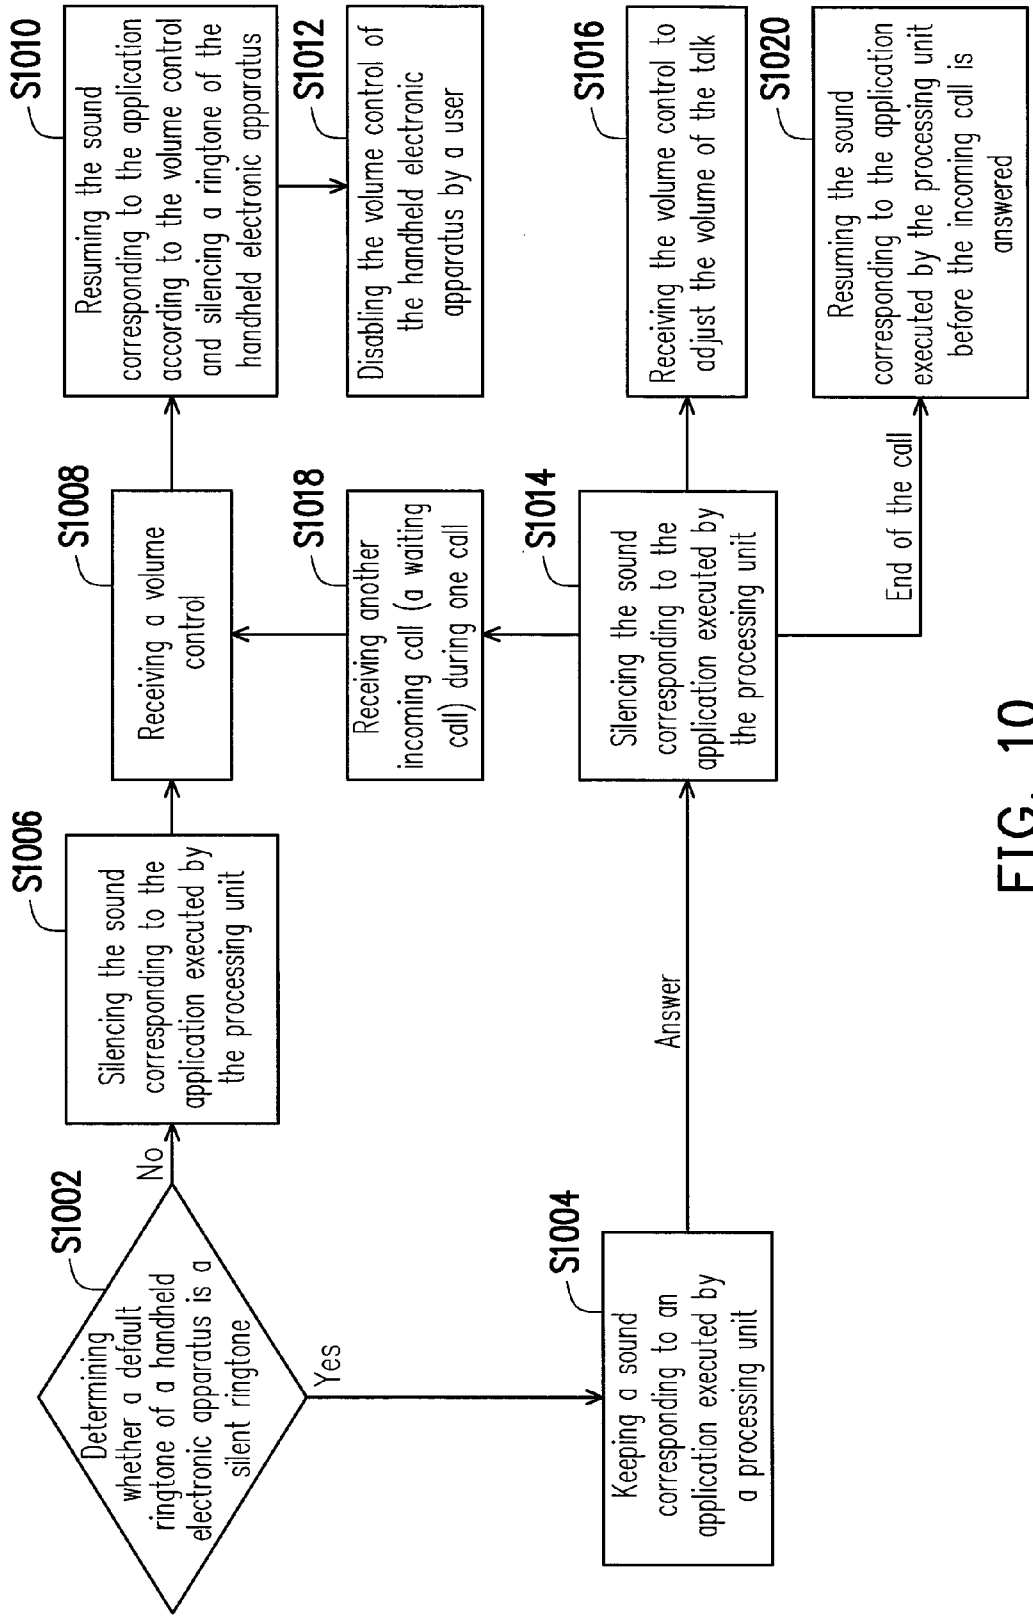 S1002
Determining
whether a default
ringtone of a handheld
electronic apparatus is a
silent ringtone
No
Yes
S1006
Silencing the sound
corresponding to the
application executed by
the processing unit
S1008
Receiving a volume
control
S1010
Resuming the sound
corresponding to the application
according to the volume control
and silencing a ringtone of the
handheld electronic apparatus
S1012
Disabling the volume control of
the handheld electronic
apparatus by a user
S1018
Receiving another
incoming call (a waiting
call) during one call
S1004
Keeping a sound
corresponding to an
application executed by
a processing unit
Answer
S1014
Silencing the sound
corresponding to the
application executed by
the processing unit
S1016
Receiving the volume control to
adjust the volume of the talk
End of the call
S1020
Resuming the sound
corresponding to the application
executed by the processing unit
before the incoming call is
answered
FIG. 10